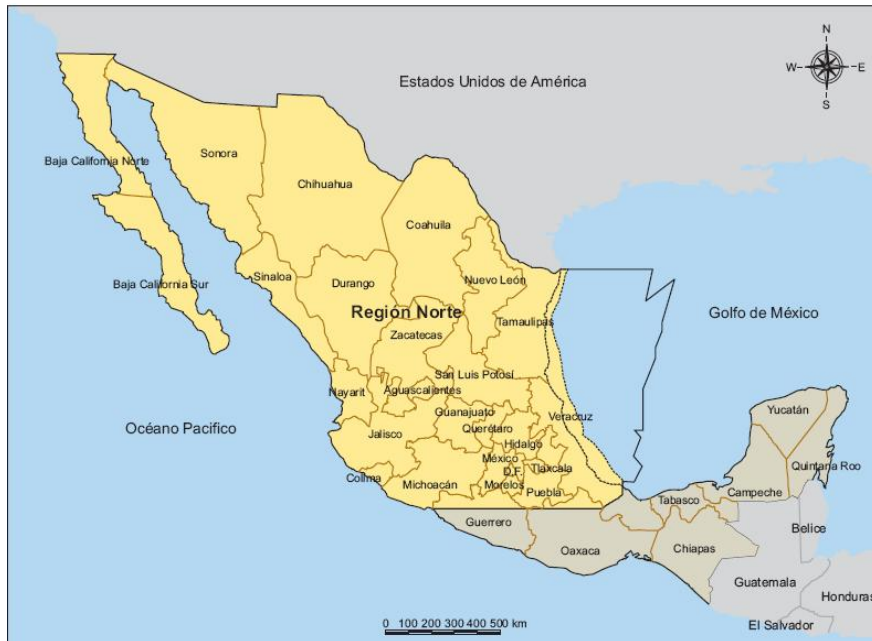 N
W
E
S
Estados Unidos de América
Baja California Norte
Sonora
Chihuahua
Coahuila
Baja California Sur
Sinaloa
Durango
Nuevo León
Región Norte
Zacatecas
Tamaulipas
Golfo de México
San Luis Potosí
Nayarit
Aguascalientes
Océano Pacifico
Jalisco
Guanajuato
Querétaro
Veracruz
Hidalgo
Yucatán
Colima
Michoacán
México
D.F.
Morelos
Tlaxcala
Puebla
Quintana Roo
Campeche
Tabasco
Guerrero
Oaxaca
Chiapas
Belice
Guatemala
Honduras
El Salvador
0 100 200 300 400 500 km